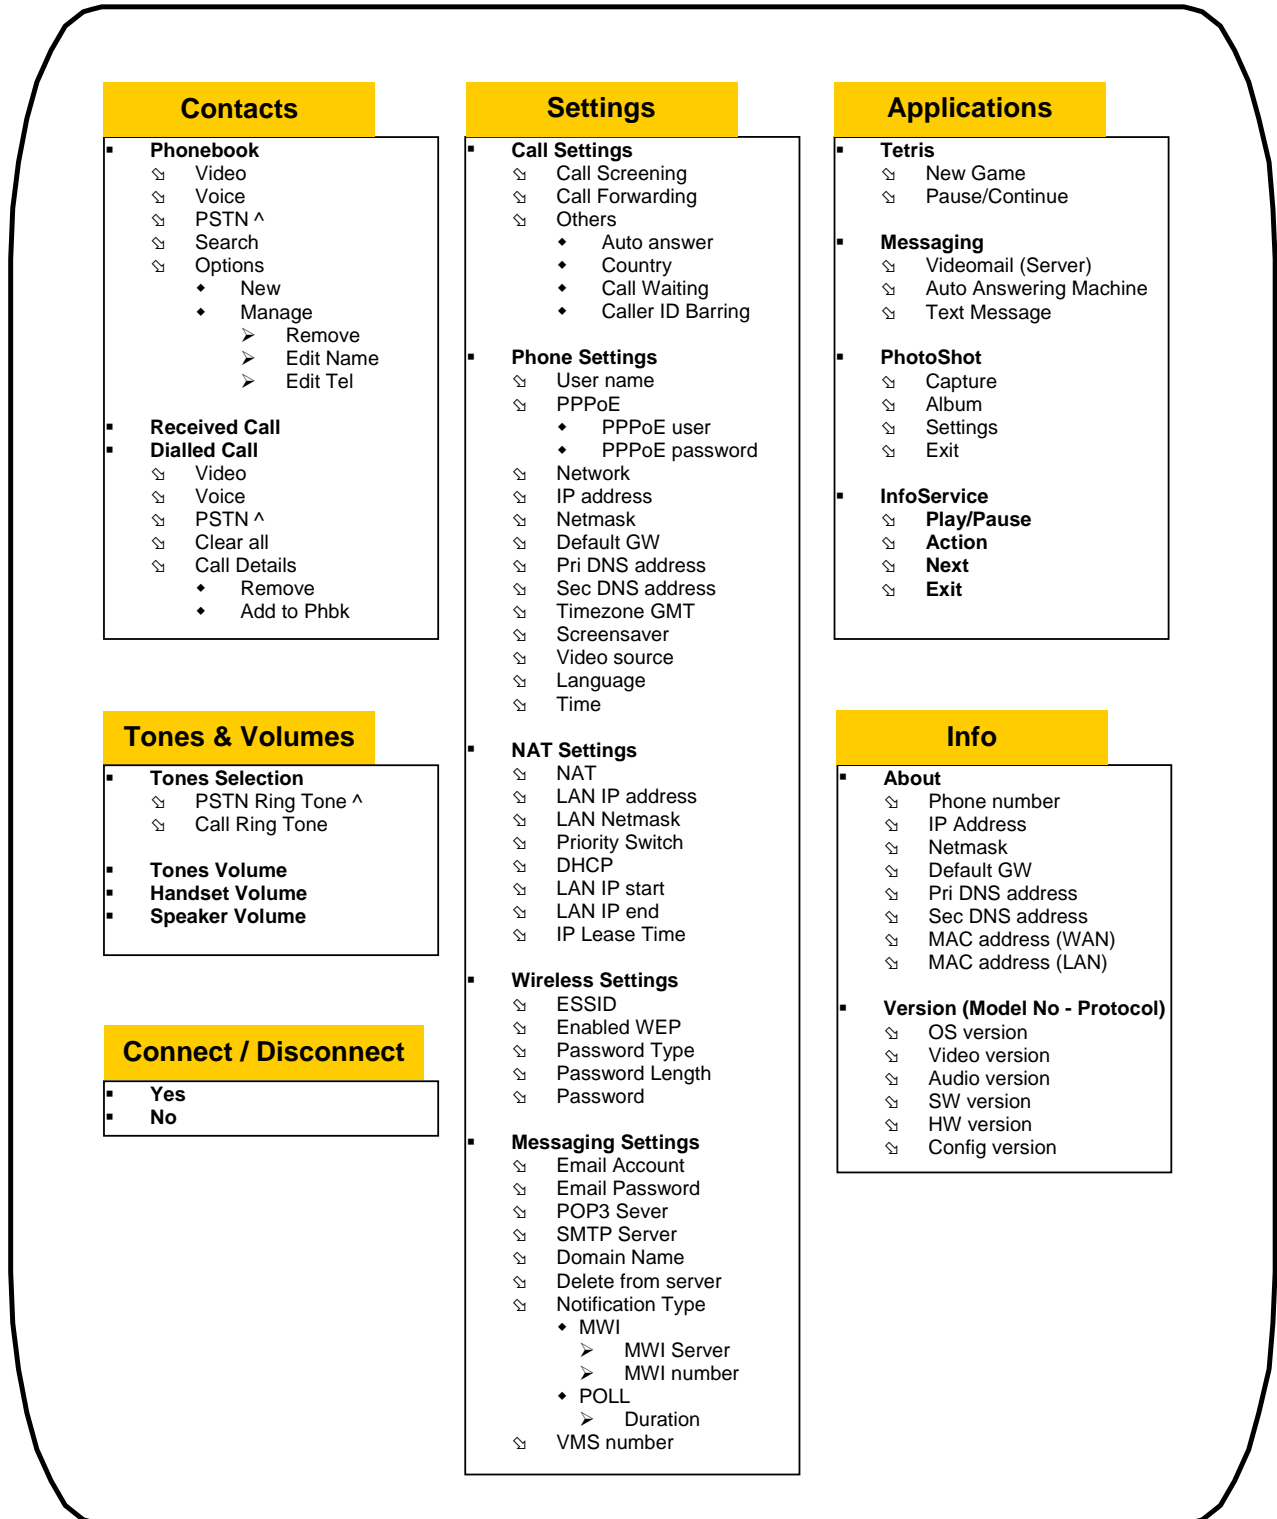 Contacts
Phonebook
Video
Voice
PSTN ^
Search
Options
New
Manage
Remove
Edit Name
Edit Tel
Received Call
Dialled Call
Video
Voice
PSTN ^
Clear all
Call Details
Remove
Add to Phbk
Tones & Volumes
Tones Selection
PSTN Ring Tone ^
Call Ring Tone
Tones Volume
Handset Volume
Speaker Volume
Connect / Disconnect
Yes
No
Settings
Call Settings
Call Screening
Call Forwarding
Others
Auto answer
Country
Call Waiting
Caller ID Barring
Phone Settings
User name
PPPoE
PPPoE user
PPPoE password
Network
IP address
Netmask
Default GW
Pri DNS address
Sec DNS address
Timezone GMT
Screensaver
Video source
Language
Time
NAT Settings
NAT
LAN IP address
LAN Netmask
Priority Switch
DHCP
LAN IP start
LAN IP end
IP Lease Time
Wireless Settings
ESSID
Enabled WEP
Password Type
Password Length
Password
Messaging Settings
Email Account
Email Password
POP3 Sever
SMTP Server
Domain Name
Delete from server
Notification Type
MWI
MWI Server
MWI number
POLL
Duration
VMS number
Applications
Tetris
New Game
Pause/Continue
Messaging
Videomail (Server)
Auto Answering Machine
Text Message
PhotoShot
Capture
Album
Settings
Exit
InfoService
Play/Pause
Action
Next
Exit
Info
About
Phone number
IP Address
Netmask
Default GW
Pri DNS address
Sec DNS address
MAC address (WAN)
MAC address (LAN)
Version (Model No - Protocol)
OS version
Video version
Audio version
SW version
HW version
Config version